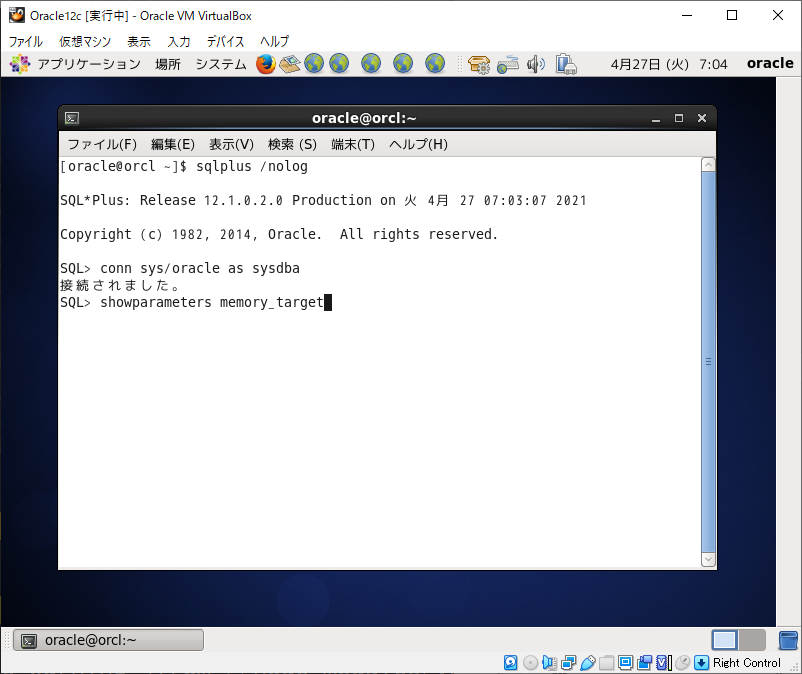 Oracle12c [実行中] - Oracle VM VirtualBox
ファイル 仮想マシン 表示 入力 デバイス ヘルプ
アプリケーション 場所 システム 4月27日 (火) 7:04 oracle
oracle@orcl:~
ファイル(F) 編集(E) 表示(V) 検索 (S) 端末(T) ヘルプ(H)
[oracle@orcl ~]$ sqlplus /nolog
SQL*Plus: Release 12.1.0.2.0 Production on 火 4月 27 07:03:07 2021
Copyright (c) 1982, 2014, Oracle.  All rights reserved.
SQL> conn sys/oracle as sysdba
接続されました。
SQL> showparameters memory_target
oracle@orcl:~
Right Control